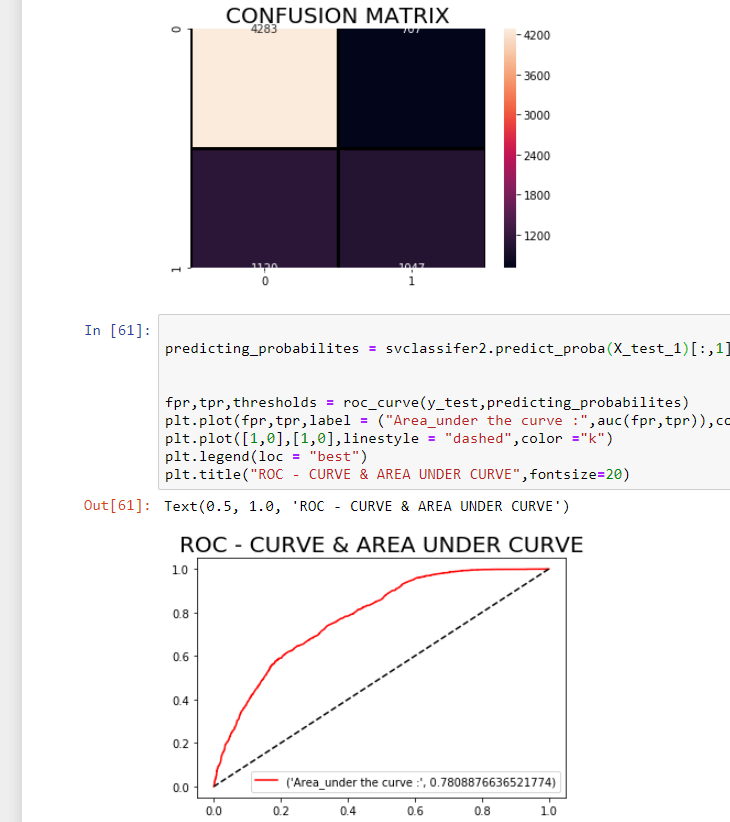 CONFUSION MATRIX
0
4283
707
4200
3600
3000
2400
1800
1200
1
0
1
In [61]:
predicting_probabilites = svclassifer2.predict_proba(X_test_1)[:,1]
fpr,tpr,thresholds = roc_curve(y_test,predicting_probabilites)
plt.plot(fpr,tpr,label = ("Area_under the curve :",auc(fpr,tpr)),co
plt.plot([1,0],[1,0],linestyle = "dashed",color ="k")
plt.legend(loc = "best")
plt.title("ROC - CURVE & AREA UNDER CURVE",fontsize=20)
Out[61]: Text(0.5, 1.0, 'ROC - CURVE & AREA UNDER CURVE')
ROC - CURVE & AREA UNDER CURVE
1.0
0.8
0.6
0.4
0.2
0.0
('Area_under the curve :', 0.7808876636521774)
0.0 0.2 0.4 0.6 0.8 1.0